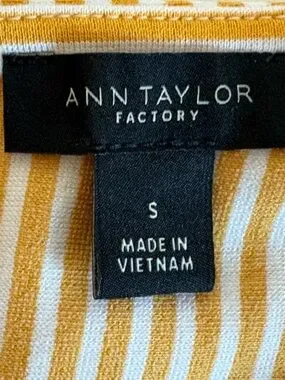 ANN TAYLOR
FACTORY
S
MADE IN
VIETNAM